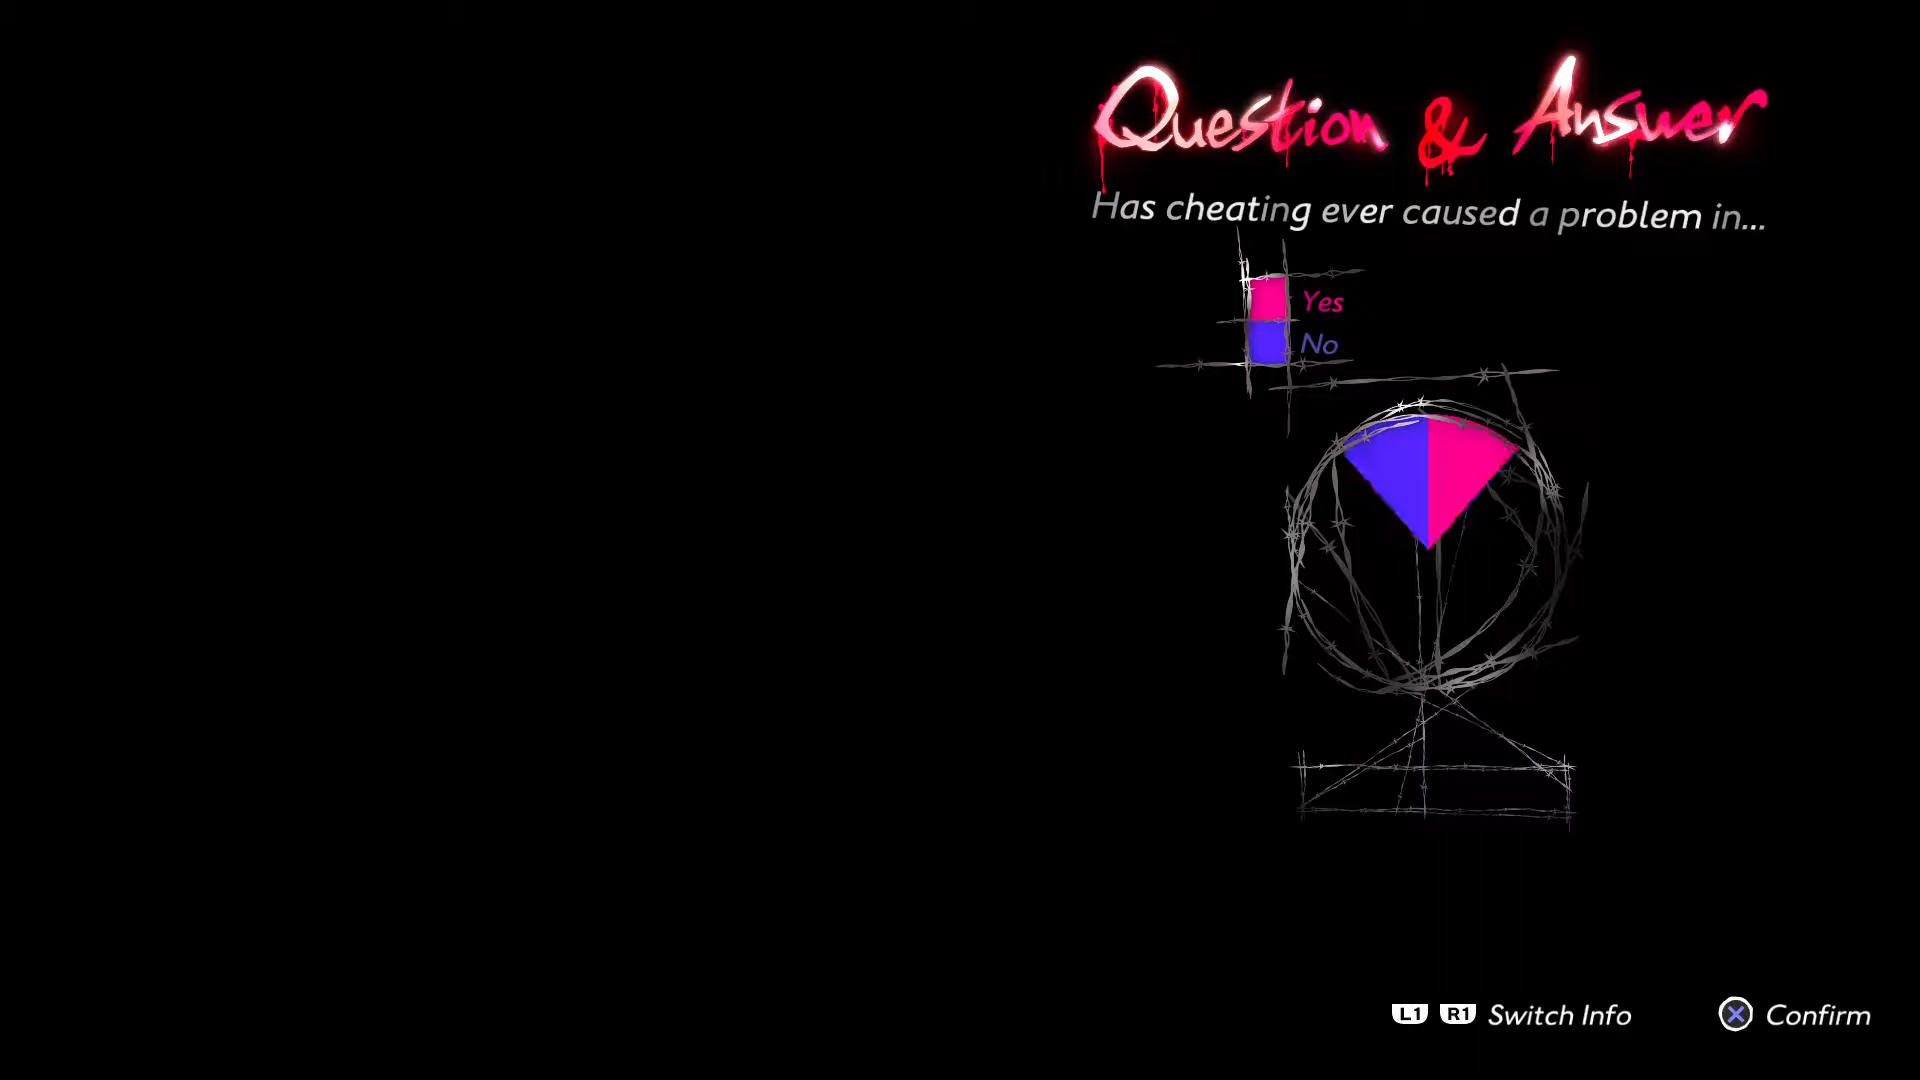 Question & Answer
Has cheating ever caused a problem in...
Yes
No
L1 R1 Switch Info
Confirm